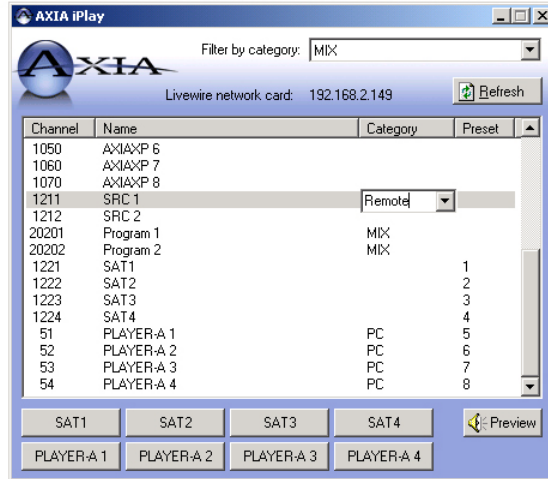 AXIA iPlay
AXIA
Filter by category: MIX
Livewire network card: 192.168.2.149
Refresh
Channel Name Category Preset
1050 AXIAXP 6
1060 AXIAXP 7
1070 AXIAXP 8
1211 SRC 1 Remote
1212 SRC 2
20201 Program 1 MIX
20202 Program 2 MIX
1221 SAT1 1
1222 SAT2 2
1223 SAT3 3
1224 SAT4 4
51 PLAYER-A 1 PC 5
52 PLAYER-A 2 PC 6
53 PLAYER-A 3 PC 7
54 PLAYER-A 4 PC 8
SAT1 SAT2 SAT3 SAT4 Preview
PLAYER-A 1 PLAYER-A 2 PLAYER-A 3 PLAYER-A 4